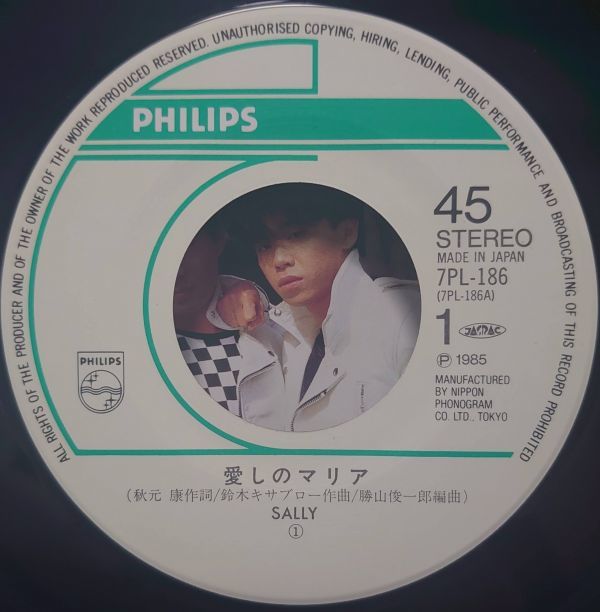 ALL RIGHTS OF THE PRODUCER AND OF THE OWNER OF THE WORK REPRODUCED RESERVED. UNAUTHORISED COPYING, HIRING, LENDING, PUBLIC PERFORMANCE AND BROADCASTING OF THIS RECORD PROHIBITED
PHILIPS
45
STEREO
MADE IN JAPAN
7PL-186
(7PL-186A)
1 JASRAC
Ⓟ 1985
PHILIPS
MANUFACTURED
BY NIPPON
PHONOGRAM
CO. LTD., TOKYO
愛しのマリア
(秋元 康作詞/鈴木キサブロー作曲/勝山俊一郎編曲)
SALLY
①